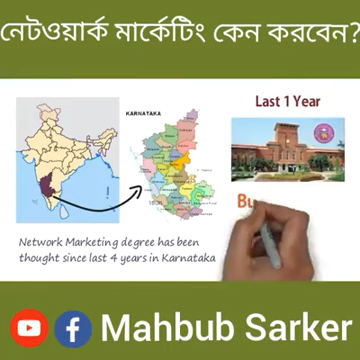 নেটওয়ার্ক মার্কেটিং কেন করবেন?
Last 1 Year
KARNATAKA
Bu
Network Marketing degree has been
thought since last 4 years in Karnataka
Mahbub Sarker